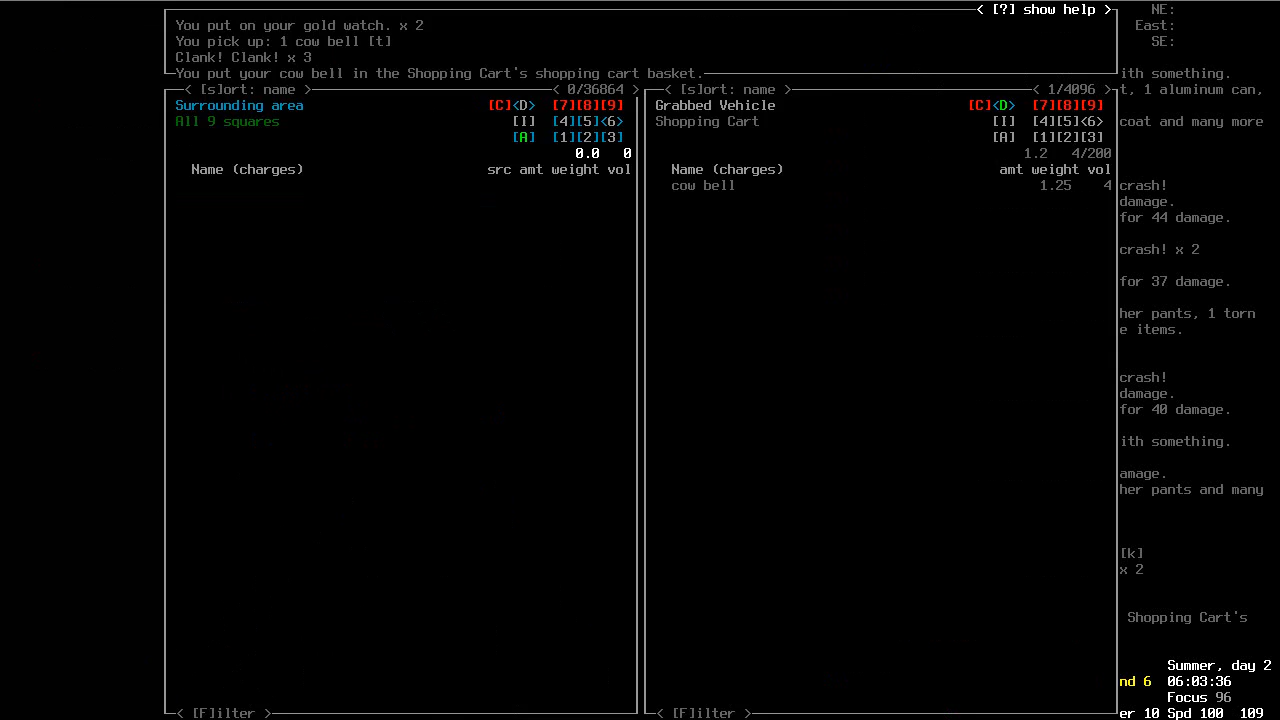 < [?] show help >
NE:
You put on your gold watch. x 2
East:
You pick up: 1 cow bell [t]
SE:
Clank! Clank! x 3
You put your cow bell in the Shopping Cart's shopping cart basket.
ith something.
< [s]ort: name > < 0/36864 > < [s]ort: name > < 1/4096 >
t, 1 aluminum can,
Surrounding area [C]<D> [7][8][9] Grabbed Vehicle [C]<D> [7][8][9]
All 9 squares [I] [4][5]<6> Shopping Cart [I] [4][5]<6>
coat and many more
[A] [1][2][3] [A] [1][2][3]
0.0 0 1.2 4/200
Name (charges) src amt weight vol Name (charges) amt weight vol
cow bell 1.25 4
crash!
damage.
for 44 damage.
crash! x 2
for 37 damage.
her pants, 1 torn
e items.
crash!
damage.
for 40 damage.
ith something.
amage.
her pants and many
[k]
x 2
Shopping Cart's
Summer, day 2
nd 6 06:03:36
Focus 96
< [F]ilter > < [F]ilter > er 10 Spd 100 109